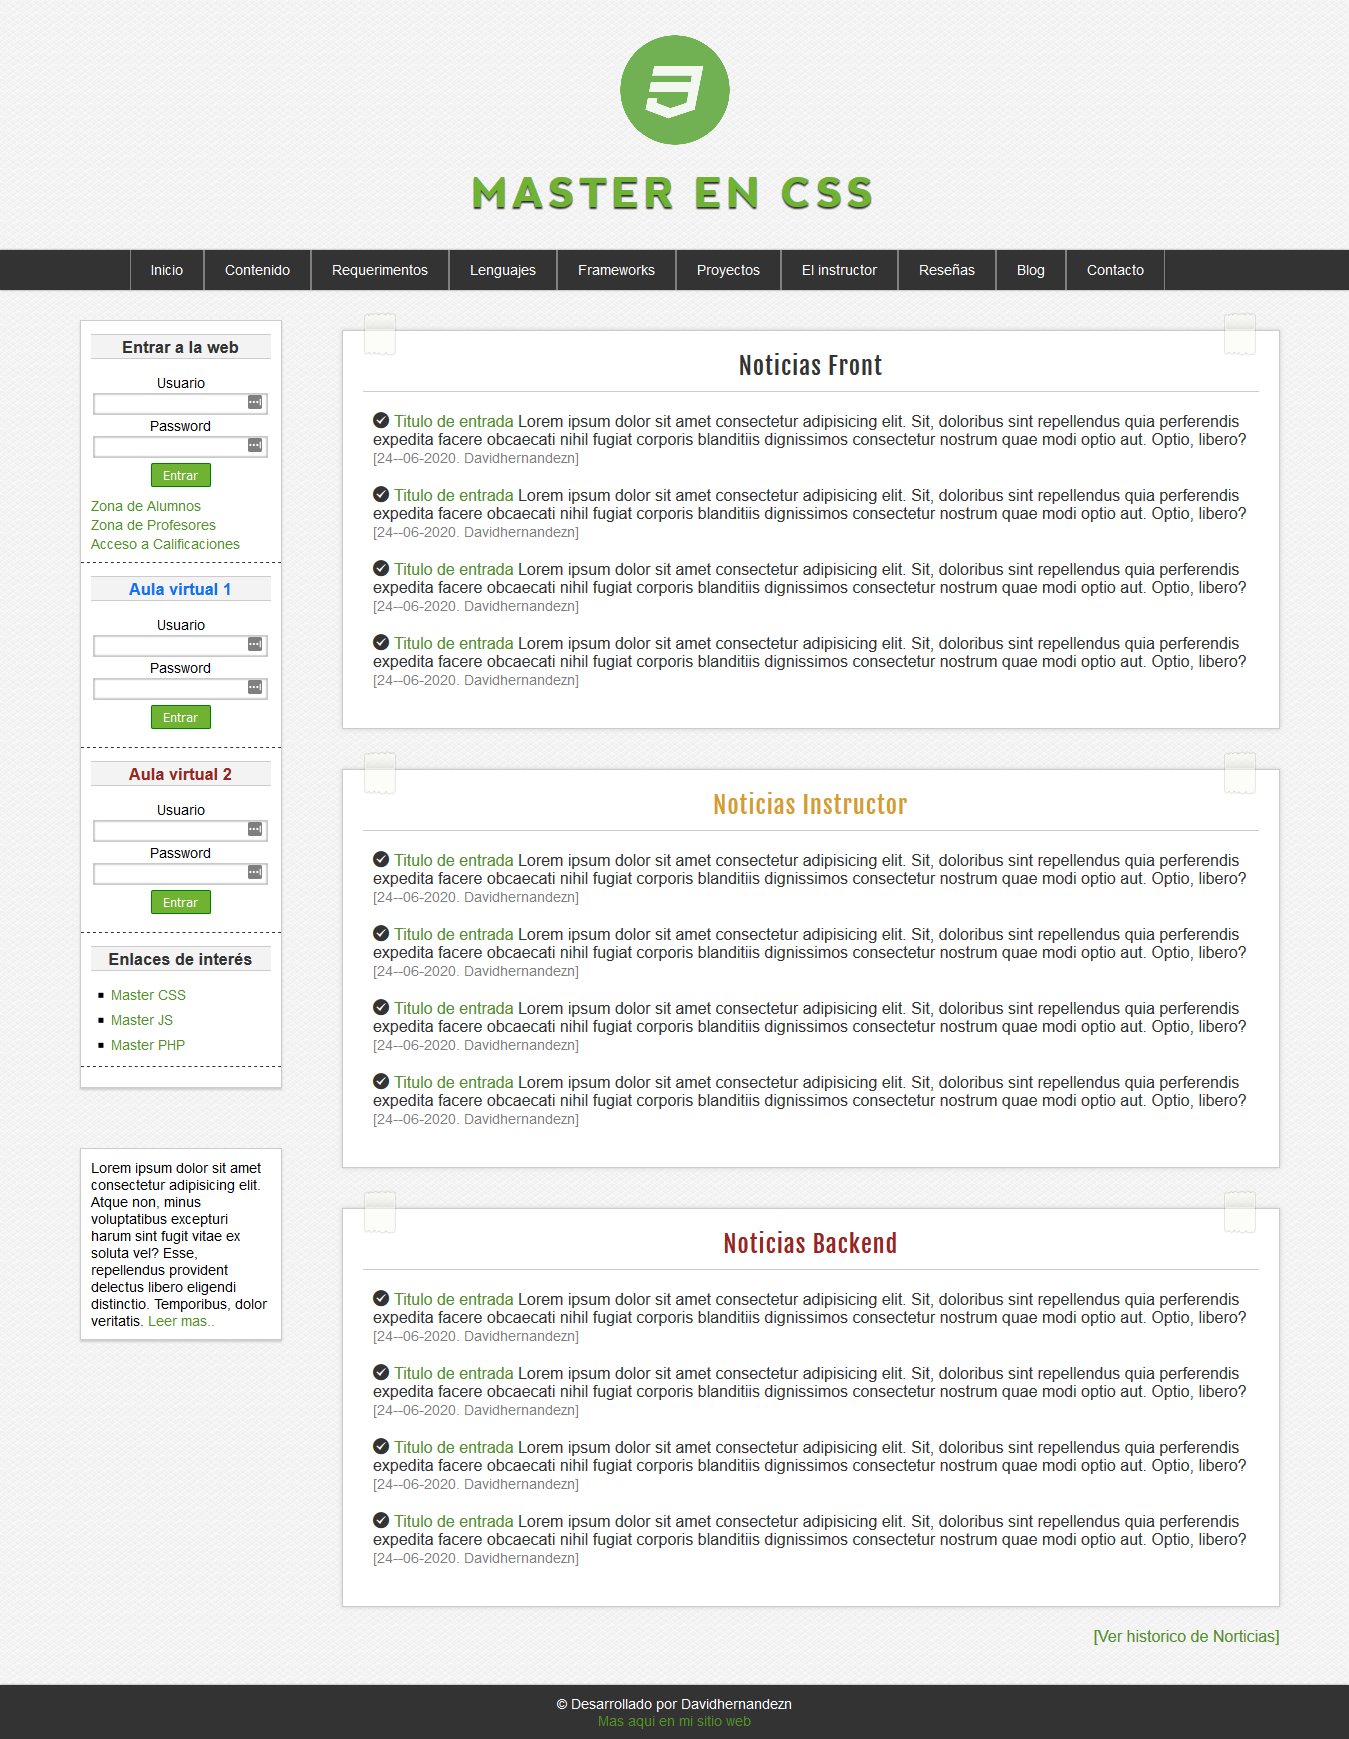 MASTER EN CSS
Inicio Contenido Requerimentos Lenguajes Frameworks Proyectos El instructor Reseñas Blog Contacto
Entrar a la web
Usuario
Password
Entrar
Zona de Alumnos
Zona de Profesores
Acceso a Calificaciones
Aula virtual 1
Usuario
Password
Entrar
Aula virtual 2
Usuario
Password
Entrar
Enlaces de interés
Master CSS
Master JS
Master PHP
Lorem ipsum dolor sit amet
consectetur adipisicing elit.
Atque non, minus
voluptatibus excepturi
harum sint fugit vitae ex
soluta vel? Esse,
repellendus provident
delectus libero eligendi
distinctio. Temporibus, dolor
veritatis. Leer mas..
Noticias Front
Titulo de entrada Lorem ipsum dolor sit amet consectetur adipisicing elit. Sit, doloribus sint repellendus quia perferendis
expedita facere obcaecati nihil fugiat corporis blanditiis dignissimos consectetur nostrum quae modi optio aut. Optio, libero?
[24--06-2020. Davidhernandezn]
Titulo de entrada Lorem ipsum dolor sit amet consectetur adipisicing elit. Sit, doloribus sint repellendus quia perferendis
expedita facere obcaecati nihil fugiat corporis blanditiis dignissimos consectetur nostrum quae modi optio aut. Optio, libero?
[24--06-2020. Davidhernandezn]
Titulo de entrada Lorem ipsum dolor sit amet consectetur adipisicing elit. Sit, doloribus sint repellendus quia perferendis
expedita facere obcaecati nihil fugiat corporis blanditiis dignissimos consectetur nostrum quae modi optio aut. Optio, libero?
[24--06-2020. Davidhernandezn]
Titulo de entrada Lorem ipsum dolor sit amet consectetur adipisicing elit. Sit, doloribus sint repellendus quia perferendis
expedita facere obcaecati nihil fugiat corporis blanditiis dignissimos consectetur nostrum quae modi optio aut. Optio, libero?
[24--06-2020. Davidhernandezn]
Noticias Instructor
Titulo de entrada Lorem ipsum dolor sit amet consectetur adipisicing elit. Sit, doloribus sint repellendus quia perferendis
expedita facere obcaecati nihil fugiat corporis blanditiis dignissimos consectetur nostrum quae modi optio aut. Optio, libero?
[24--06-2020. Davidhernandezn]
Titulo de entrada Lorem ipsum dolor sit amet consectetur adipisicing elit. Sit, doloribus sint repellendus quia perferendis
expedita facere obcaecati nihil fugiat corporis blanditiis dignissimos consectetur nostrum quae modi optio aut. Optio, libero?
[24--06-2020. Davidhernandezn]
Titulo de entrada Lorem ipsum dolor sit amet consectetur adipisicing elit. Sit, doloribus sint repellendus quia perferendis
expedita facere obcaecati nihil fugiat corporis blanditiis dignissimos consectetur nostrum quae modi optio aut. Optio, libero?
[24--06-2020. Davidhernandezn]
Titulo de entrada Lorem ipsum dolor sit amet consectetur adipisicing elit. Sit, doloribus sint repellendus quia perferendis
expedita facere obcaecati nihil fugiat corporis blanditiis dignissimos consectetur nostrum quae modi optio aut. Optio, libero?
[24--06-2020. Davidhernandezn]
Noticias Backend
Titulo de entrada Lorem ipsum dolor sit amet consectetur adipisicing elit. Sit, doloribus sint repellendus quia perferendis
expedita facere obcaecati nihil fugiat corporis blanditiis dignissimos consectetur nostrum quae modi optio aut. Optio, libero?
[24--06-2020. Davidhernandezn]
Titulo de entrada Lorem ipsum dolor sit amet consectetur adipisicing elit. Sit, doloribus sint repellendus quia perferendis
expedita facere obcaecati nihil fugiat corporis blanditiis dignissimos consectetur nostrum quae modi optio aut. Optio, libero?
[24--06-2020. Davidhernandezn]
Titulo de entrada Lorem ipsum dolor sit amet consectetur adipisicing elit. Sit, doloribus sint repellendus quia perferendis
expedita facere obcaecati nihil fugiat corporis blanditiis dignissimos consectetur nostrum quae modi optio aut. Optio, libero?
[24--06-2020. Davidhernandezn]
Titulo de entrada Lorem ipsum dolor sit amet consectetur adipisicing elit. Sit, doloribus sint repellendus quia perferendis
expedita facere obcaecati nihil fugiat corporis blanditiis dignissimos consectetur nostrum quae modi optio aut. Optio, libero?
[24--06-2020. Davidhernandezn]
[Ver historico de Norticias]
© Desarrollado por Davidhernandezn
Mas aqui en mi sitio web